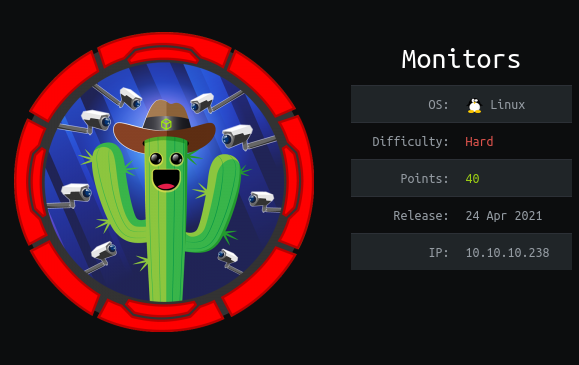 Monitors
OS: Linux
Difficulty: Hard
Points: 40
Release: 24 Apr 2021
IP: 10.10.10.238